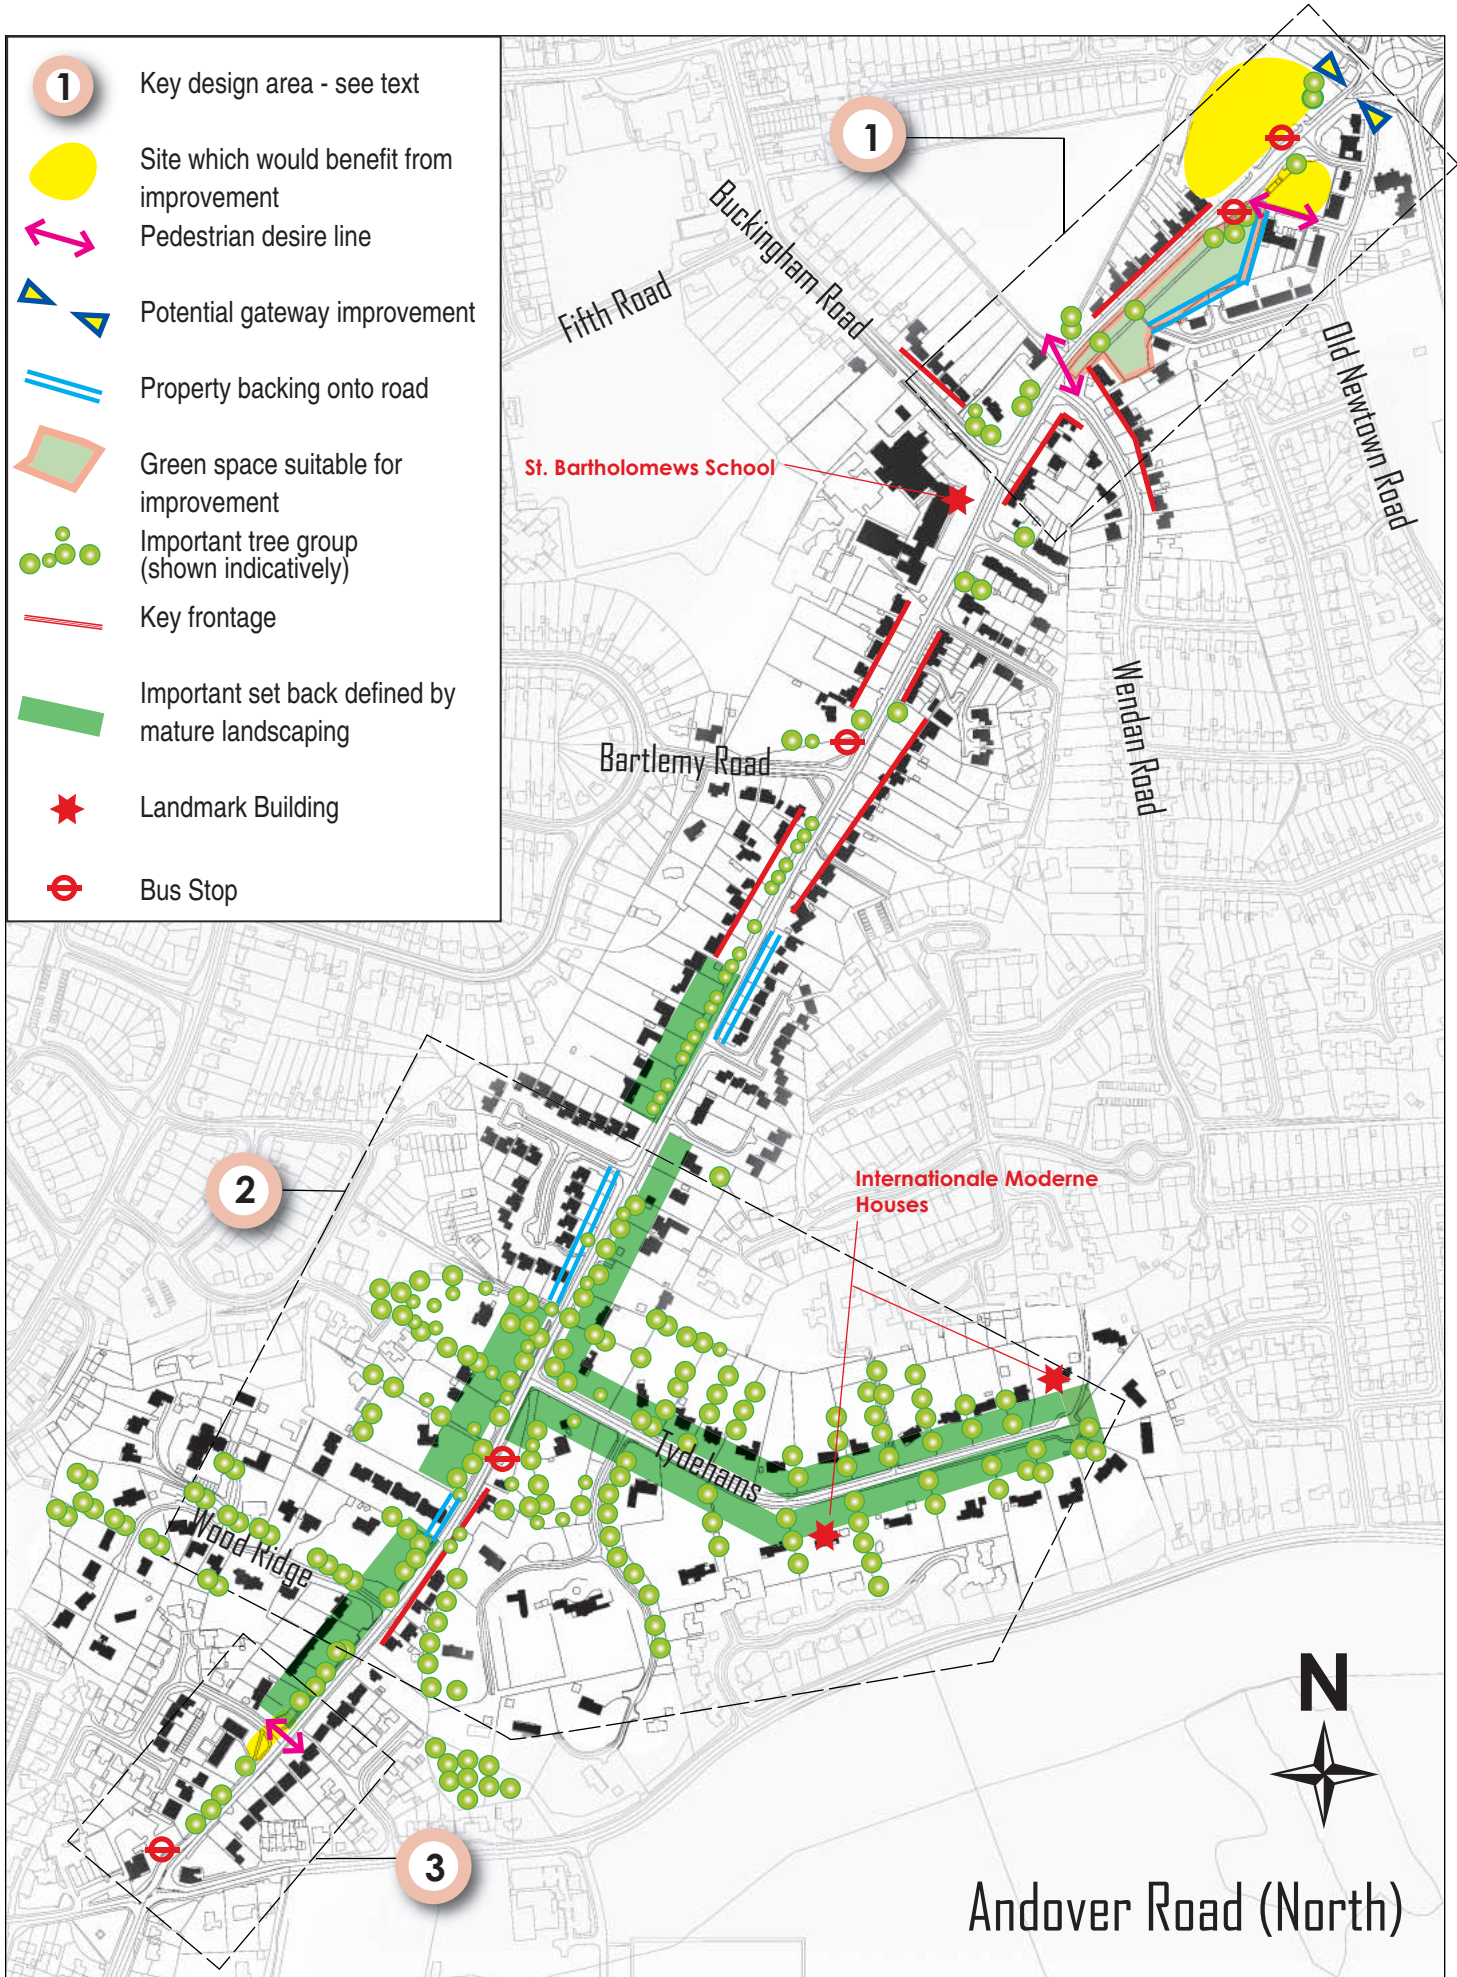 1
Key design area - see text
Site which would benefit from
improvement
Pedestrian desire line
Potential gateway improvement
Property backing onto road
Green space suitable for
improvement
Important tree group
(shown indicatively)
Key frontage
Important set back defined by
mature landscaping
Landmark Building
Bus Stop
1
Buckingham Road
Fifth Road
Old Newtown Road
St. Bartholomews School
Wendan Road
Bartlemy Road
2
Internationale Moderne
Houses
Tydehams
Wood Ridge
N
3
Andover Road (North)